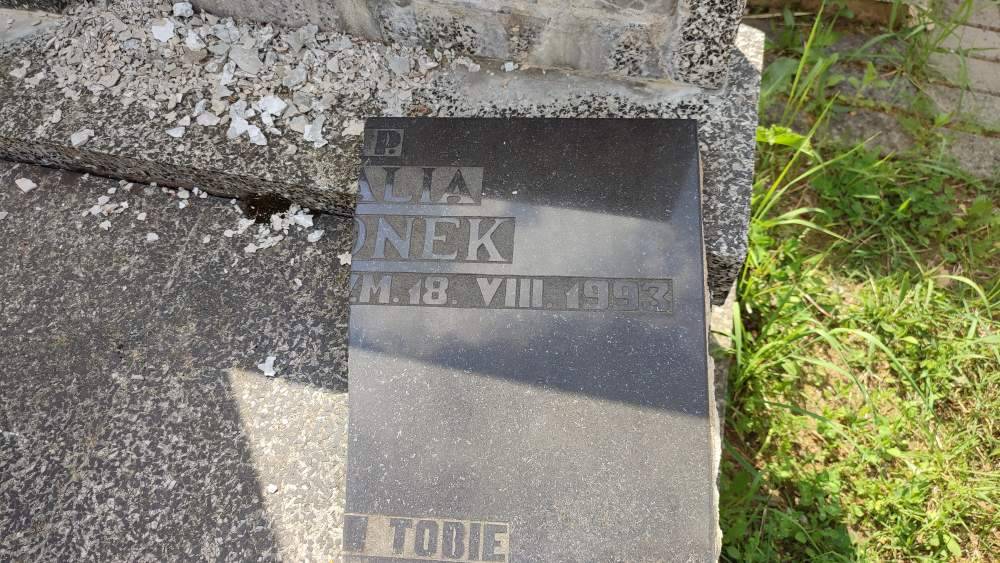 P.
ALIA
ONEK
ZM. 18. VIII. 1993
TOBIE